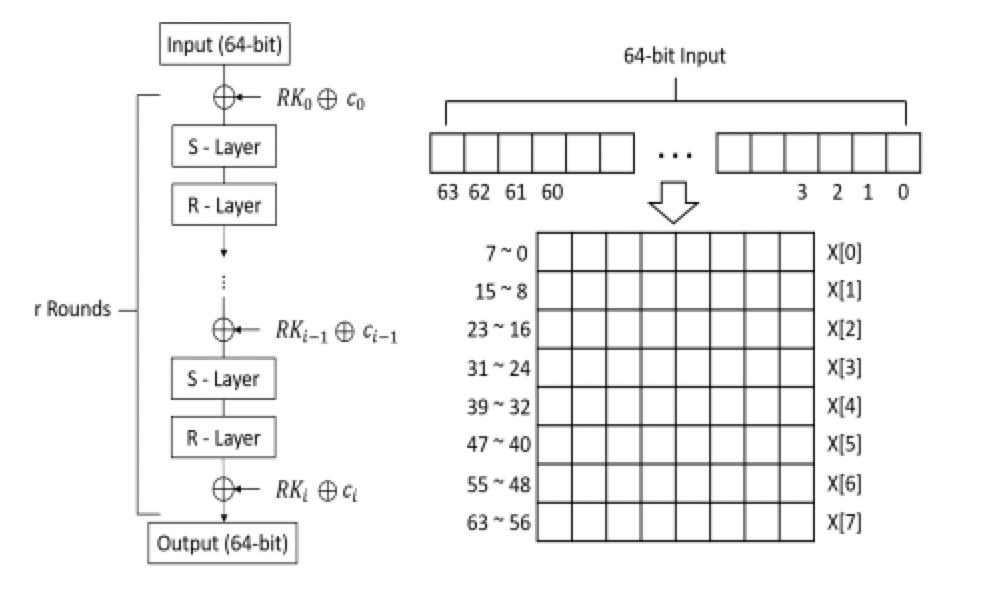 Input (64-bit)
RK₀ ⊕ c₀
S - Layer
R - Layer
⋮
r Rounds
RKᵢ₋₁ ⊕ cᵢ₋₁
S - Layer
R - Layer
RKᵢ ⊕ cᵢ
Output (64-bit)
64-bit Input
...
63 62 61 60 3 2 1 0
7 ~ 0 X[0]
15 ~ 8 X[1]
23 ~ 16 X[2]
31 ~ 24 X[3]
39 ~ 32 X[4]
47 ~ 40 X[5]
55 ~ 48 X[6]
63 ~ 56 X[7]